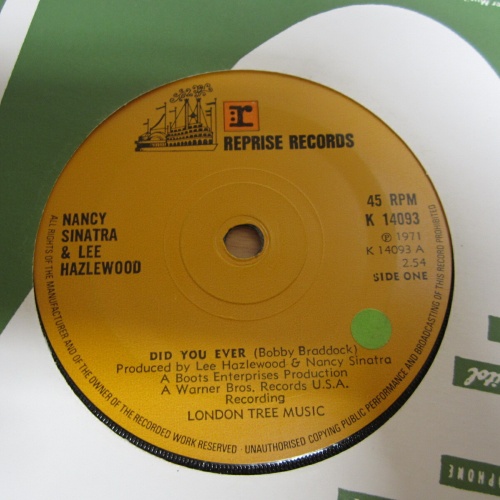 r
REPRISE RECORDS
NANCY
SINATRA
& LEE
HAZLEWOOD
45 RPM
K 14093
℗ 1971
K 14093 A
2.54
SIDE ONE
DID YOU EVER (Bobby Braddock)
Produced by Lee Hazlewood & Nancy Sinatra
A Boots Enterprises Production
A Warner Bros. Records U.S.A.
Recording
LONDON TREE MUSIC
ALL RIGHTS OF THE MANUFACTURER AND OF THE OWNER OF THE RECORDED WORK RESERVED · UNAUTHORISED COPYING PUBLIC PERFORMANCE AND BROADCASTING OF THIS RECORD PROHIBITED